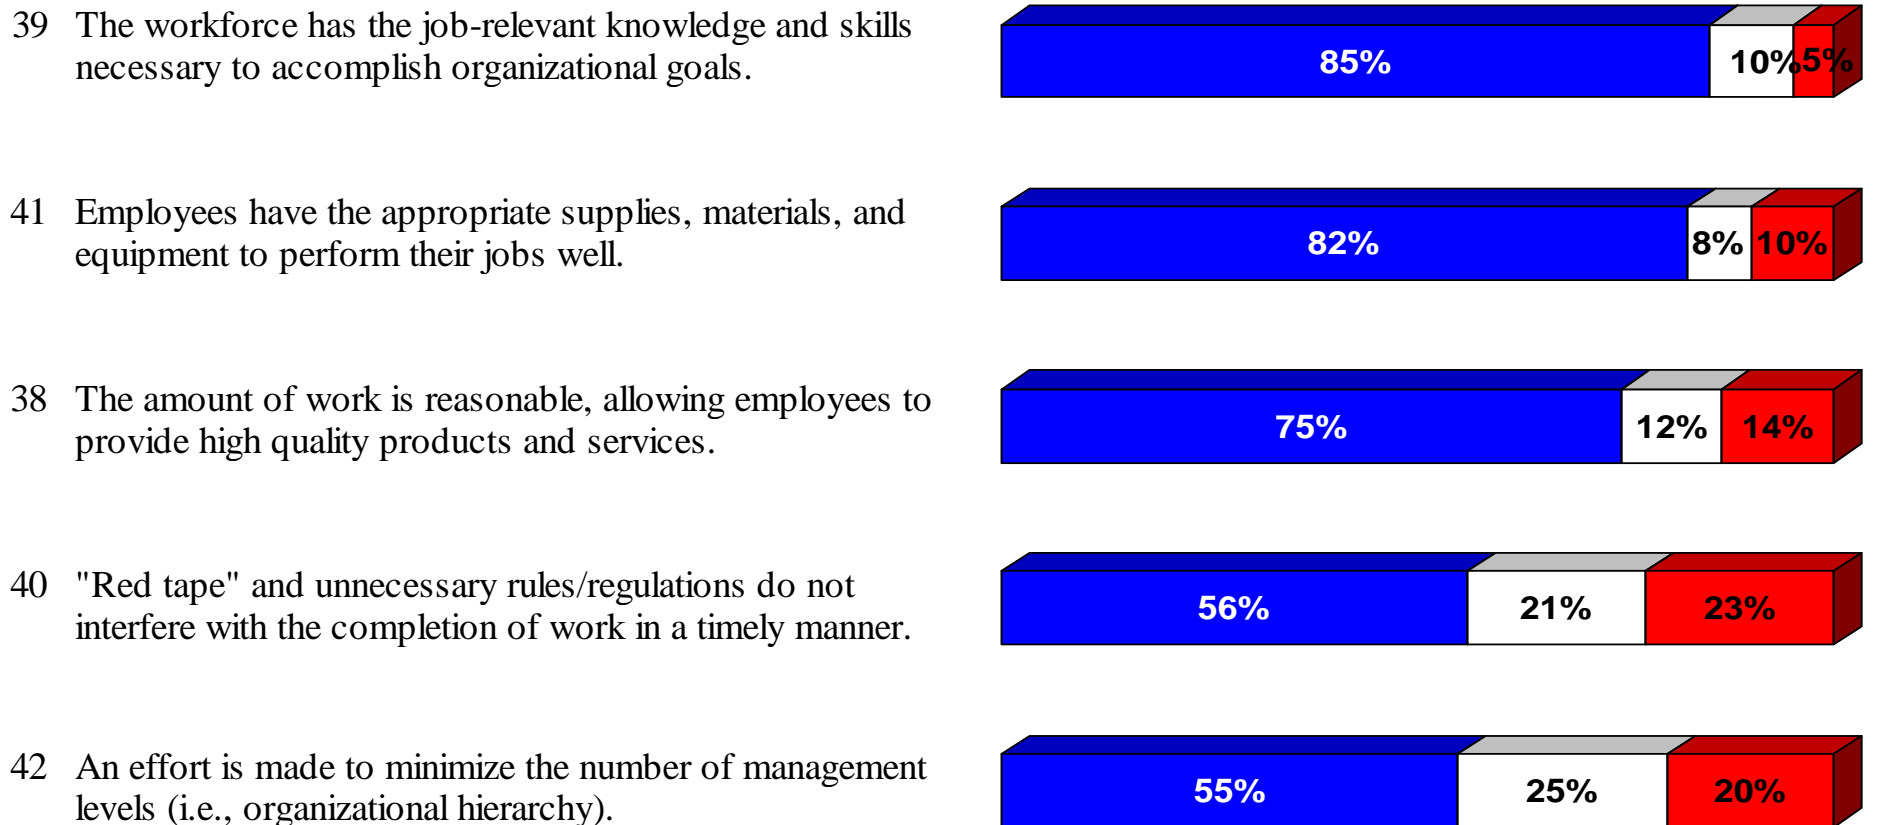 39 The workforce has the job-relevant knowledge and skills
necessary to accomplish organizational goals.
85% 10% 5%
41 Employees have the appropriate supplies, materials, and
equipment to perform their jobs well.
82% 8% 10%
38 The amount of work is reasonable, allowing employees to
provide high quality products and services.
75% 12% 14%
40 "Red tape" and unnecessary rules/regulations do not
interfere with the completion of work in a timely manner.
56% 21% 23%
42 An effort is made to minimize the number of management
levels (i.e., organizational hierarchy).
55% 25% 20%